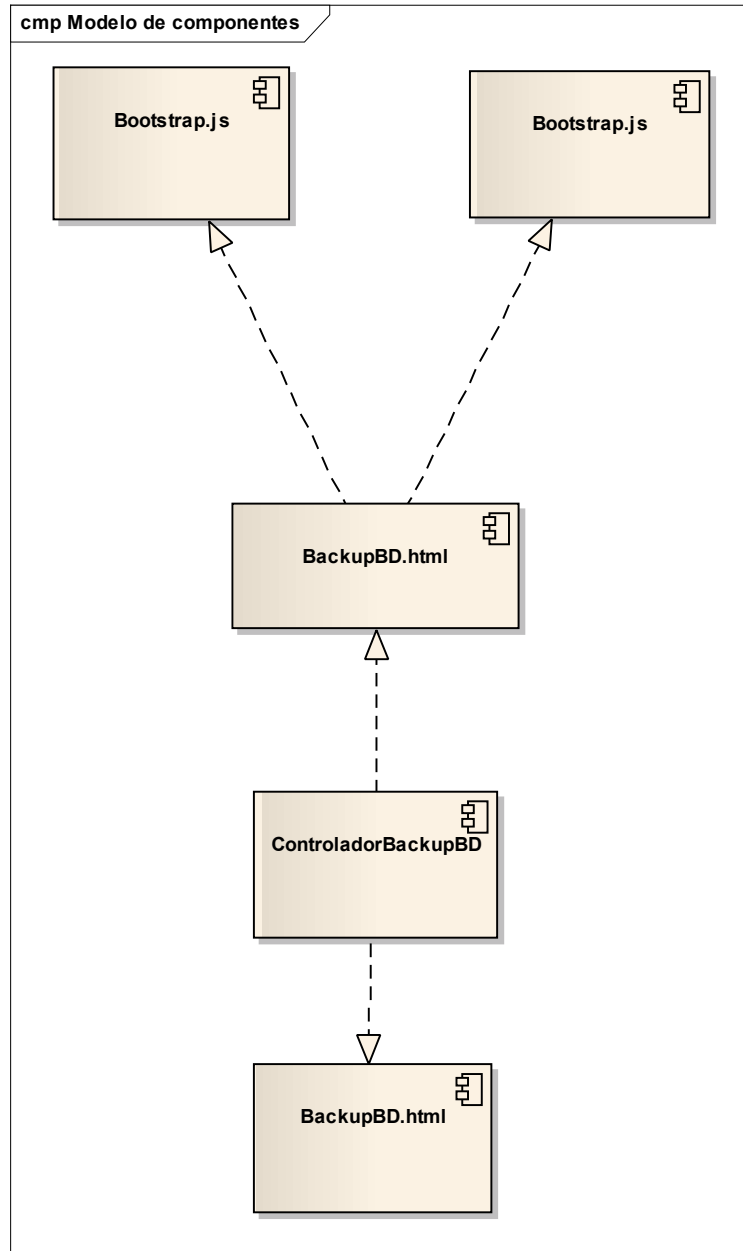 cmp Modelo de componentes
Bootstrap.js
Bootstrap.js
BackupBD.html
ControladorBackupBD
BackupBD.html